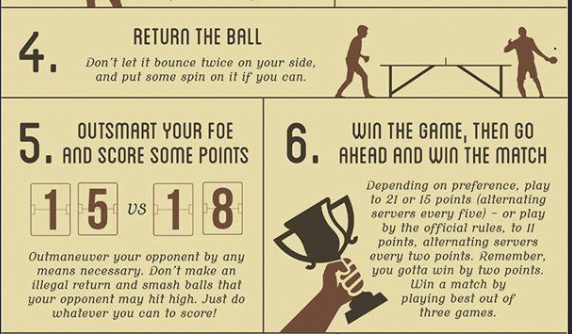 4. RETURN THE BALL
Don't let it bounce twice on your side,
and put some spin on it if you can.
5. OUTSMART YOUR FOE
AND SCORE SOME POINTS
15 vs 18
Outmaneuver your opponent by any
means necessary. Don't make an
illegal return and smash balls that
your opponent may hit high. Just do
whatever you can to score!
6. WIN THE GAME, THEN GO
AHEAD AND WIN THE MATCH
Depending on preference, play
to 21 or 15 points (alternating
servers every five) – or play
by the official rules, to 11
points, alternating servers
every two points. Remember,
you gotta win by two points.
Win a match by
playing best out of
three games.